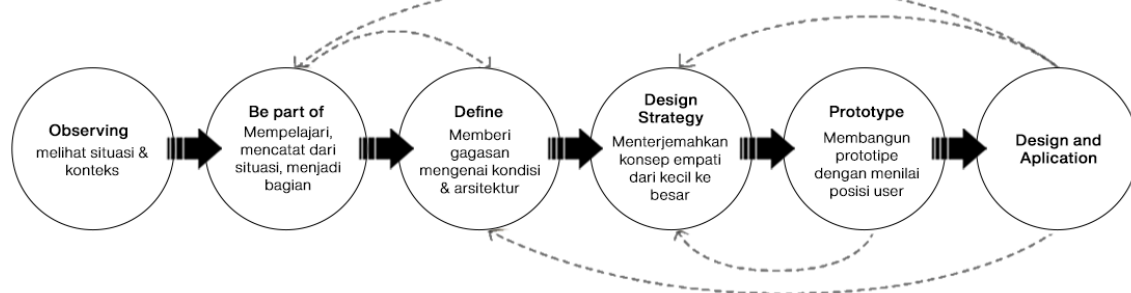 Observing
melihat situasi &
konteks
Be part of
Mempelajari,
mencatat dari
situasi, menjadi
bagian
Define
Memberi
gagasan
mengenai kondisi
& arsitektur
Design
Strategy
Menterjemahkan
konsep empati
dari kecil ke
besar
Prototype
Membangun
prototipe
dengan menilai
posisi user
Design and
Aplication